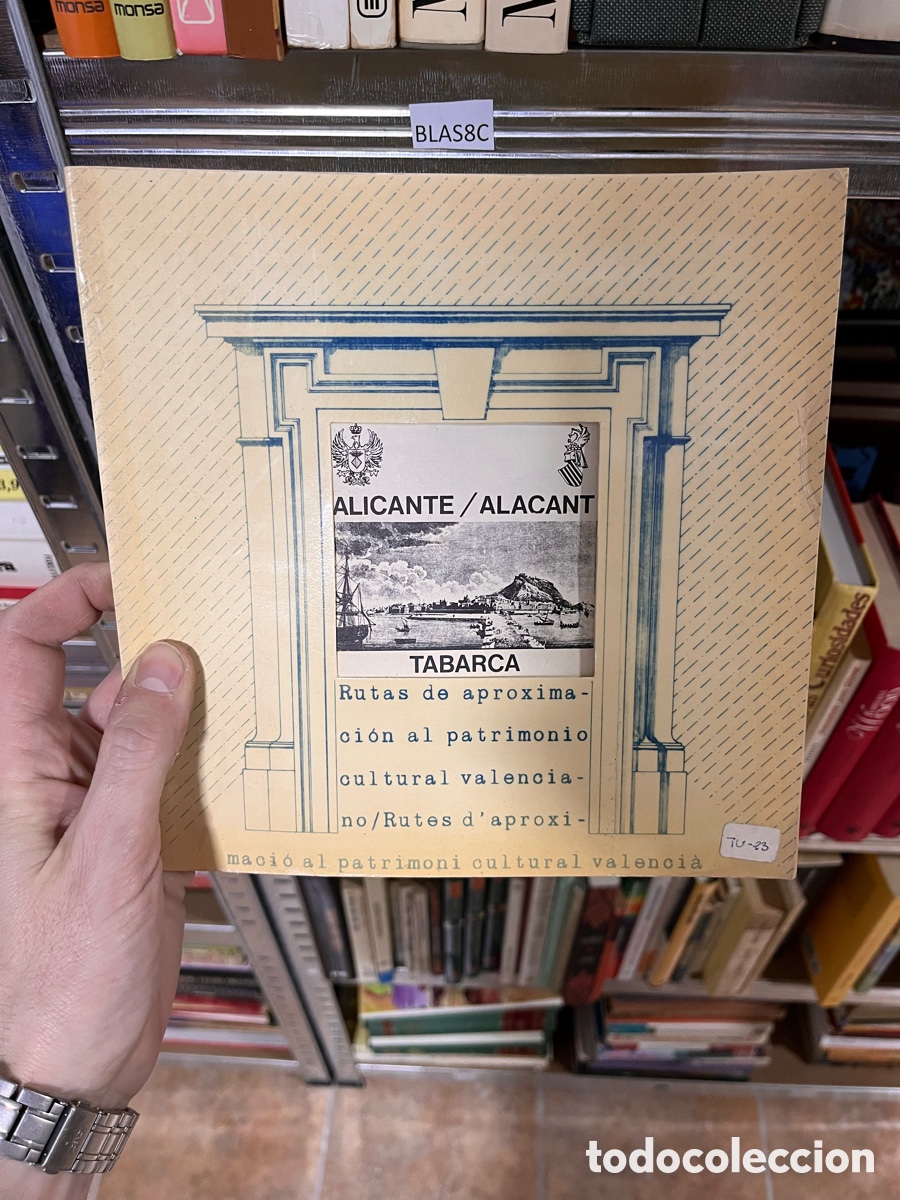 monsa
monsa
BLAS8C
ALICANTE / ALACANT
TABARCA
Rutas de aproxima-
ción al patrimonio
cultural valencia-
no/Rutes d'aproxi-
mació al patrimoni cultural valencià
TU-23
Curiosidades
todocoleccion